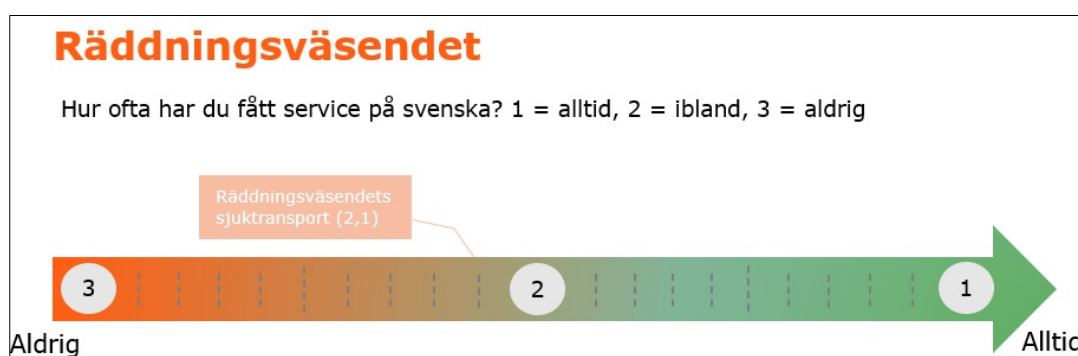 Räddningsväsendet
Hur ofta har du fått service på svenska? 1 = alltid, 2 = ibland, 3 = aldrig
Räddningsväsendets
sjuktransport (2,1)
3 2 1
Aldrig Alltid